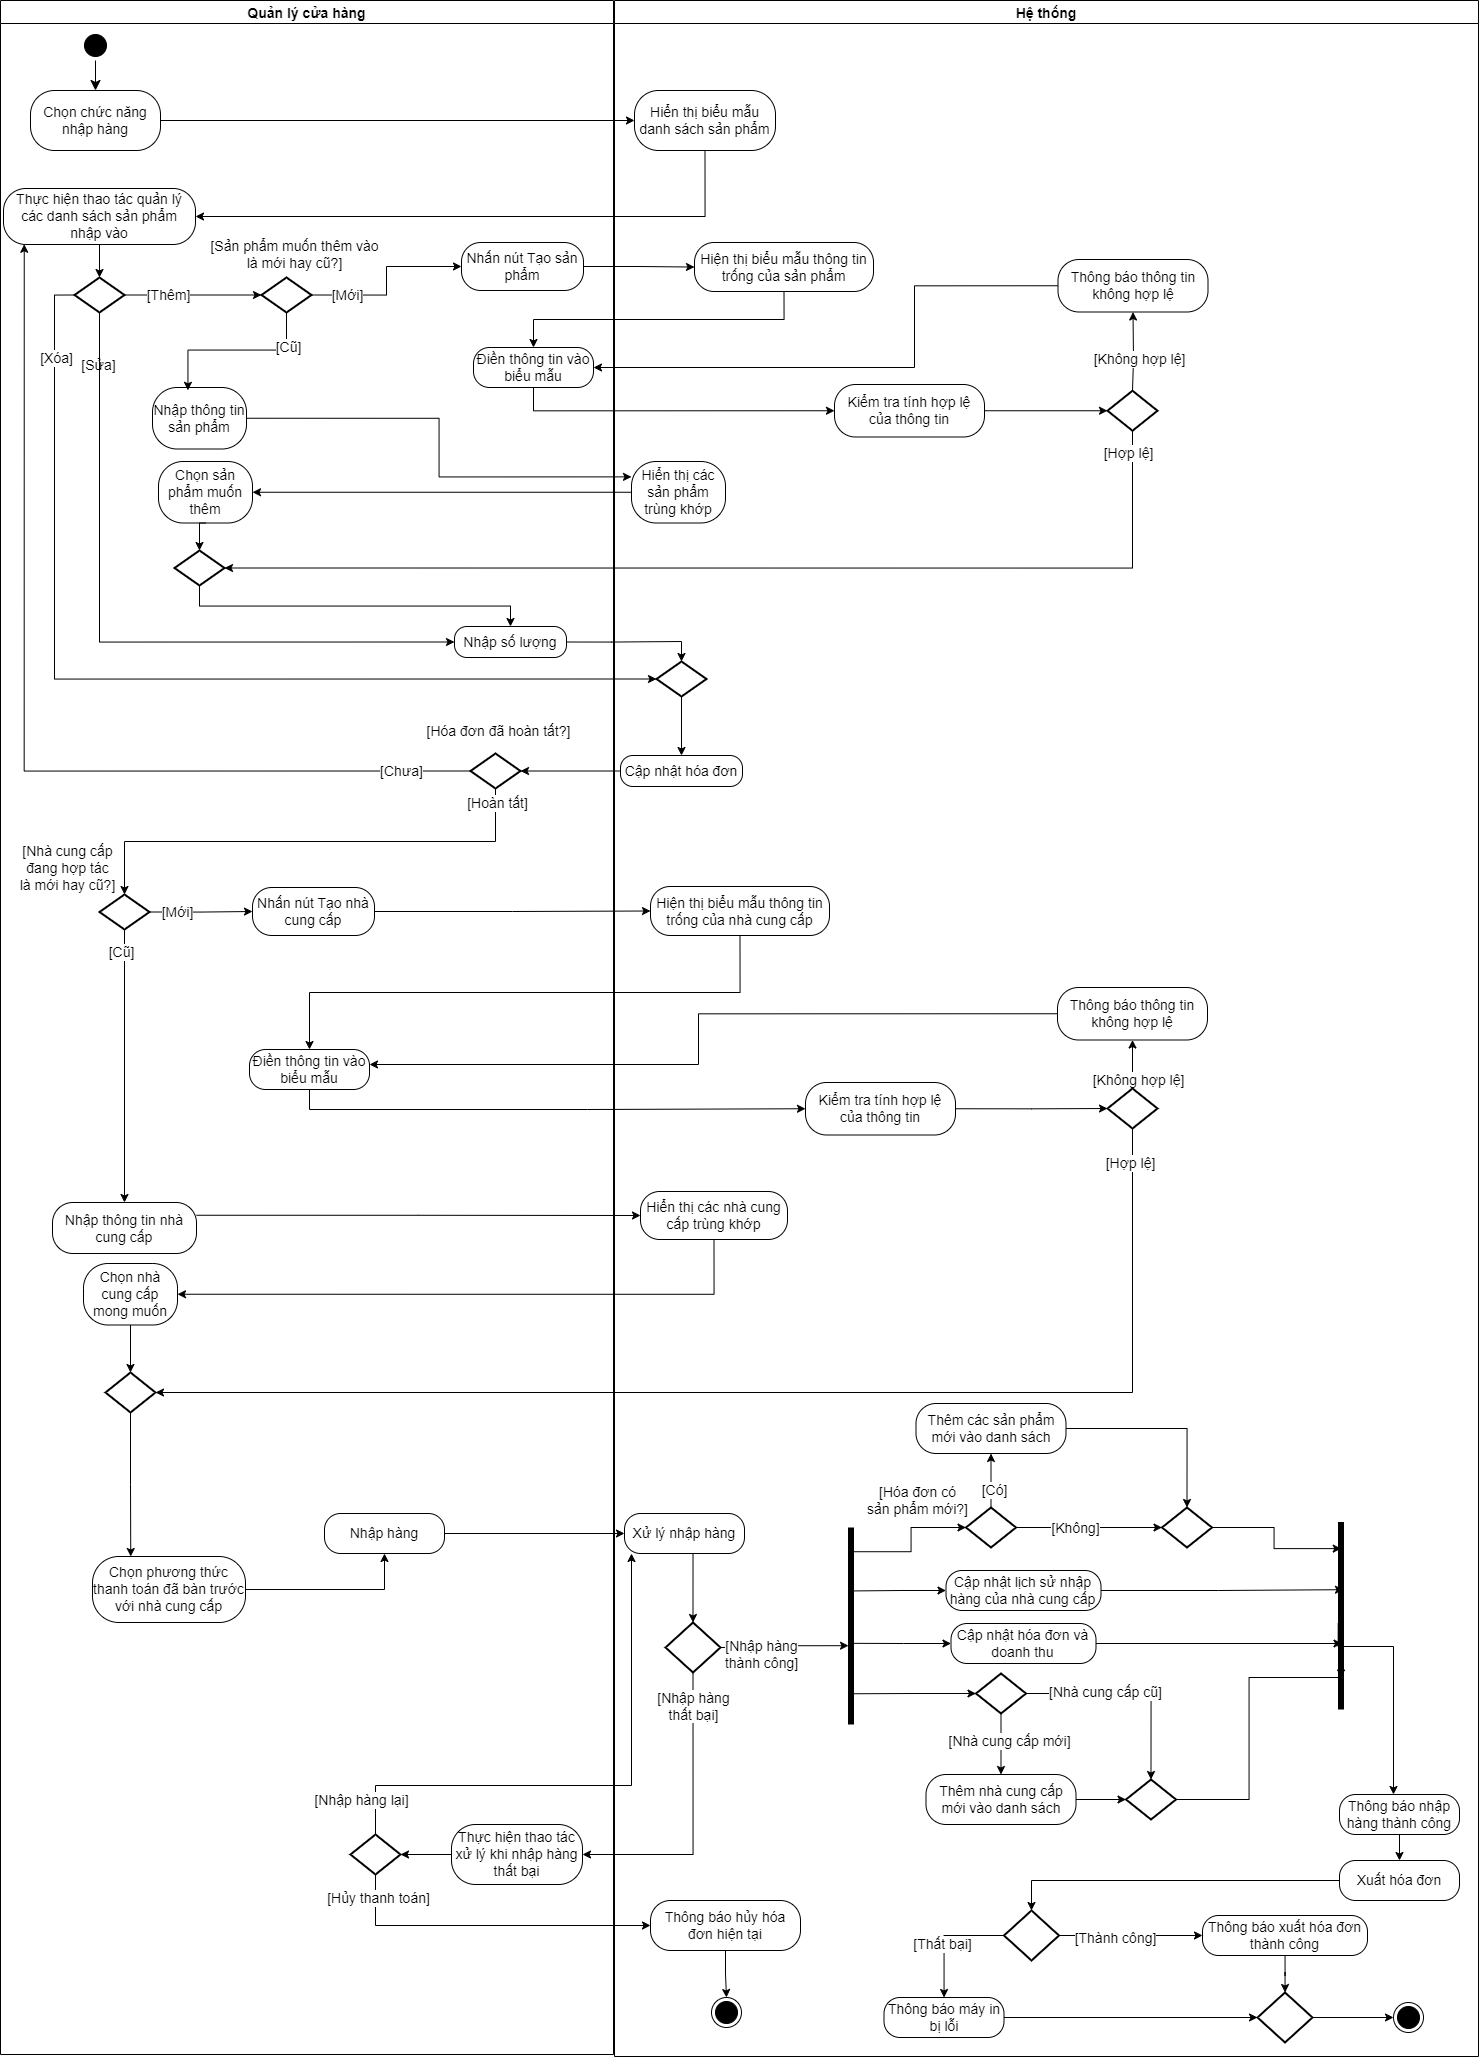 Quản lý cửa hàng
Hệ thống
Chọn chức năng
nhập hàng
Hiển thị biểu mẫu
danh sách sản phẩm
Thực hiện thao tác quản lý
các danh sách sản phẩm
nhập vào
[Sản phẩm muốn thêm vào
là mới hay cũ?]
Nhấn nút Tạo sản
phẩm
Hiện thị biểu mẫu thông tin
trống của sản phẩm
Thông báo thông tin
không hợp lệ
[Thêm]
[Mới]
[Xóa]
[Sửa]
[Cũ]
Điền thông tin vào
biểu mẫu
[Không hợp lệ]
Nhập thông tin
sản phẩm
Kiểm tra tính hợp lệ
của thông tin
[Hợp lệ]
Chọn sản
phẩm muốn
thêm
Hiển thị các
sản phẩm
trùng khớp
Nhập số lượng
[Hóa đơn đã hoàn tất?]
[Chưa]
Cập nhật hóa đơn
[Hoàn tất]
[Nhà cung cấp
đang hợp tác
là mới hay cũ?]
[Mới]
Nhấn nút Tạo nhà
cung cấp
Hiện thị biểu mẫu thông tin
trống của nhà cung cấp
[Cũ]
Thông báo thông tin
không hợp lệ
Điền thông tin vào
biểu mẫu
[Không hợp lệ]
Kiểm tra tính hợp lệ
của thông tin
[Hợp lệ]
Nhập thông tin nhà
cung cấp
Hiển thị các nhà cung
cấp trùng khớp
Chọn nhà
cung cấp
mong muốn
Thêm các sản phẩm
mới vào danh sách
[Hóa đơn có
sản phẩm mới?]
[Có]
[Không]
Nhập hàng
Xử lý nhập hàng
Chọn phương thức
thanh toán đã bàn trước
với nhà cung cấp
Cập nhật lịch sử nhập
hàng của nhà cung cấp
Cập nhật hóa đơn và
doanh thu
[Nhập hàng
thành công]
[Nhập hàng
thất bại]
[Nhà cung cấp cũ]
[Nhà cung cấp mới]
Thêm nhà cung cấp
mới vào danh sách
[Nhập hàng lại]
Thông báo nhập
hàng thành công
Thực hiện thao tác
xử lý khi nhập hàng
thất bại
[Hủy thanh toán]
Xuất hóa đơn
Thông báo hủy hóa
đơn hiện tại
[Thất bại]
[Thành công]
Thông báo xuất hóa đơn
thành công
Thông báo máy in
bị lỗi